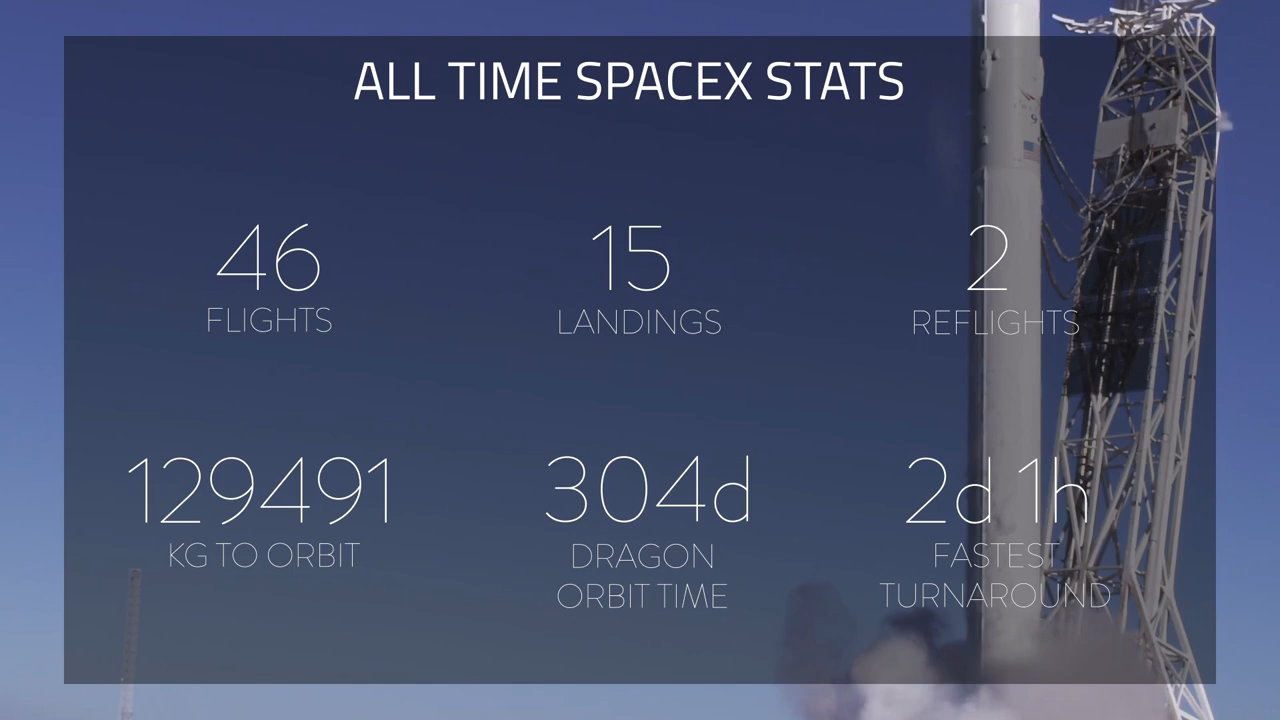 ALL TIME SPACEX STATS
46
FLIGHTS
15
LANDINGS
2
REFLIGHTS
129491
KG TO ORBIT
304d
DRAGON
ORBIT TIME
2d 1h
FASTEST
TURNAROUND
9